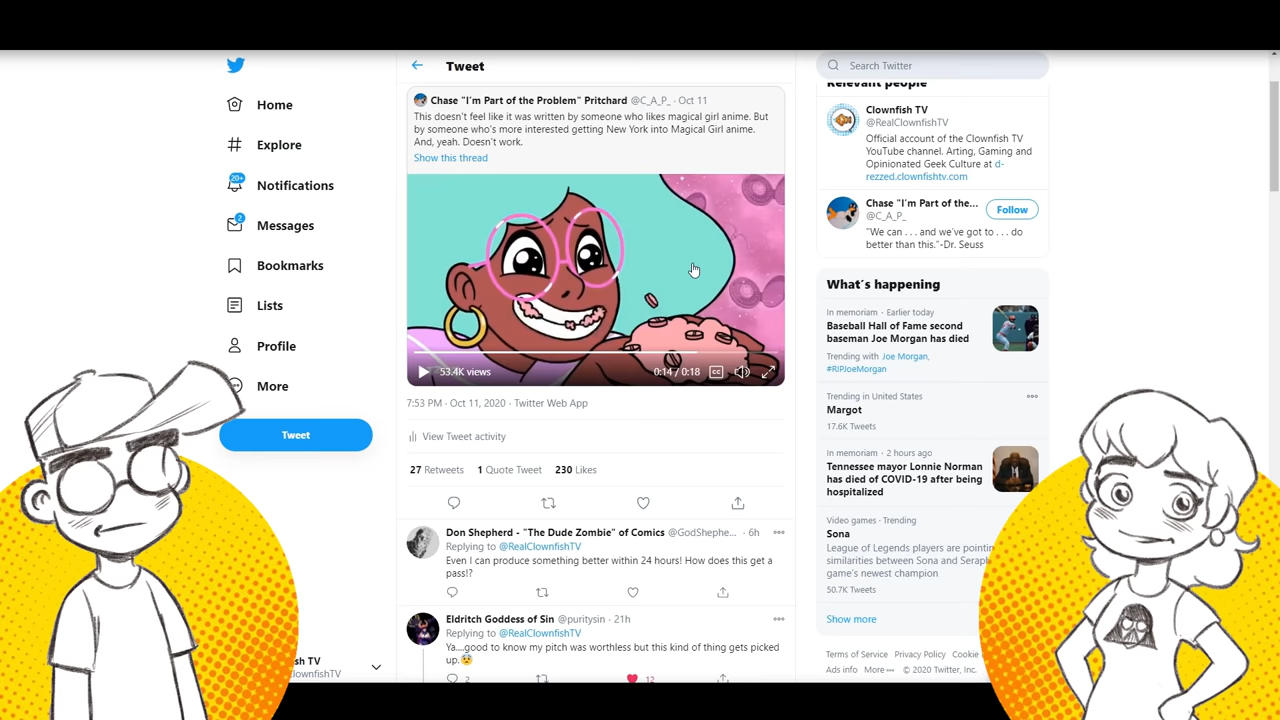 Tweet
Search Twitter
Home
Explore
20+
Notifications
2
Messages
Bookmarks
Lists
Profile
More
Tweet
sh TV
lownfishTV
Chase "I'm Part of the Problem" Pritchard @C_A_P_ · Oct 11
This doesn't feel like it was written by someone who likes magical girl anime. But
by someone who's more interested getting New York into Magical Girl anime.
And, yeah. Doesn't work.
Show this thread
53.4K views
0:14 / 0:18
CC
7:53 PM · Oct 11, 2020 · Twitter Web App
View Tweet activity
27 Retweets 1 Quote Tweet 230 Likes
Don Shepherd - "The Dude Zombie" of Comics @GodShephe... · 6h
Replying to @RealClownfishTV
Even I can produce something better within 24 hours! How does this get a
pass!?
Eldritch Goddess of Sin @puritysin · 21h
Replying to @RealClownfishTV
Ya....good to know my pitch was worthless but this kind of thing gets picked
up.
2
12
Relevant people
Clownfish TV
@RealClownfishTV
Official account of the Clownfish TV
YouTube channel. Arting, Gaming and
Opinionated Geek Culture at d-
rezzed.clownfishtv.com
Chase "I'm Part of the...
@C_A_P_
Follow
"We can . . . and we've got to . . . do
better than this."-Dr. Seuss
What's happening
In memoriam · Earlier today
Baseball Hall of Fame second
baseman Joe Morgan has died
Trending with Joe Morgan,
#RIPJoeMorgan
Trending in United States
Margot
17.6K Tweets
In memoriam · 2 hours ago
Tennessee mayor Lonnie Norman
has died of COVID-19 after being
hospitalized
Video games · Trending
Sona
League of Legends players are pointin
similarities between Sona and Seraph
game's newest champion
50.7K Tweets
Show more
Terms of Service Privacy Policy Cookie
Ads info More © 2020 Twitter, Inc.